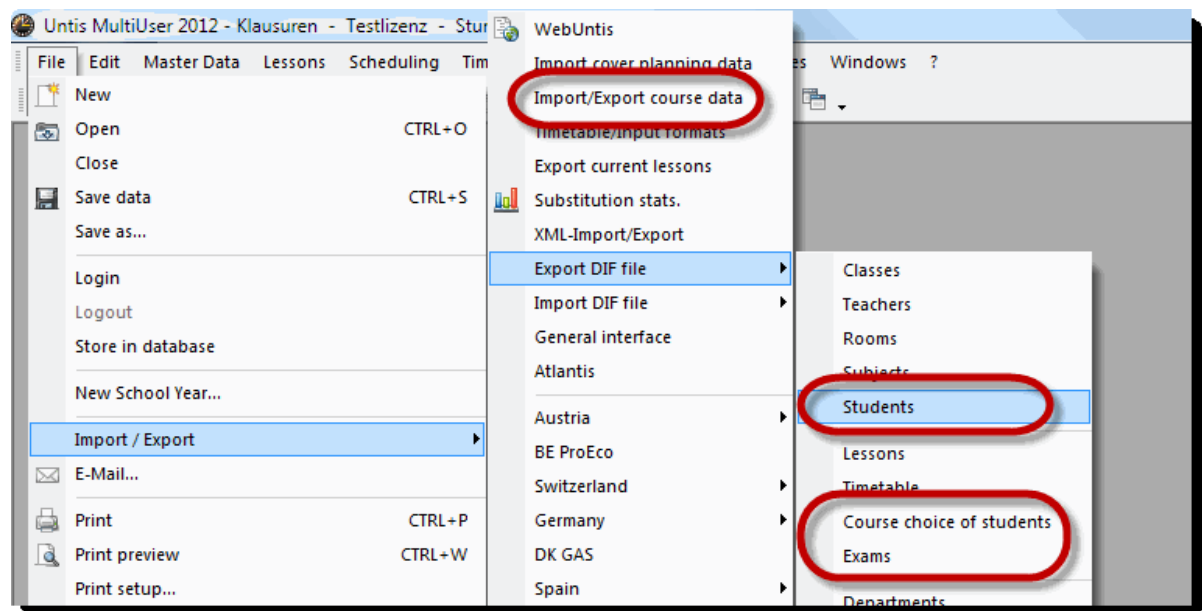 Untis MultiUser 2012 - Klausuren - Testlizenz - Stu
File Edit Master Data Lessons Scheduling Tim
Windows ?
New
Open CTRL+O
Close
Save data CTRL+S
Save as...
Login
Logout
Store in database
New School Year...
Import / Export
E-Mail...
Print CTRL+P
Print preview CTRL+W
Print setup...
WebUntis
Import cover planning data
Import/Export course data
Timetable/Input formats
Export current lessons
Substitution stats.
XML-Import/Export
Export DIF file
Import DIF file
General interface
Atlantis
Austria
BE ProEco
Switzerland
Germany
DK GAS
Spain
Classes
Teachers
Rooms
Subjects
Students
Lessons
Timetable
Course choice of students
Exams
Departments